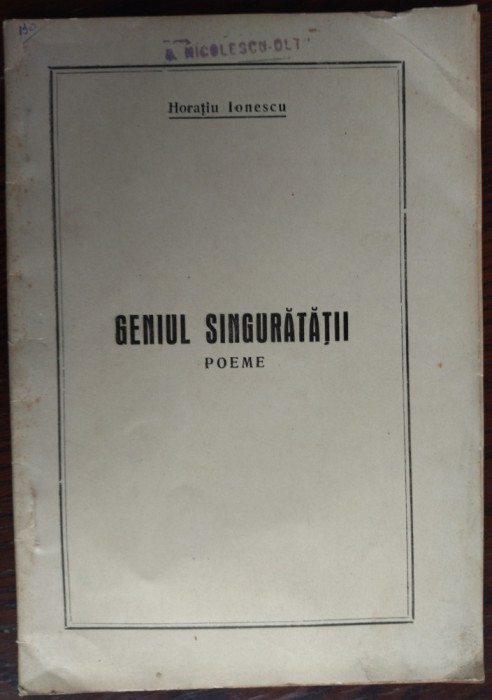 A. NICOLESCU-OLT
Horațiu Ionescu
GENIUL SINGURĂTĂȚII
POEME